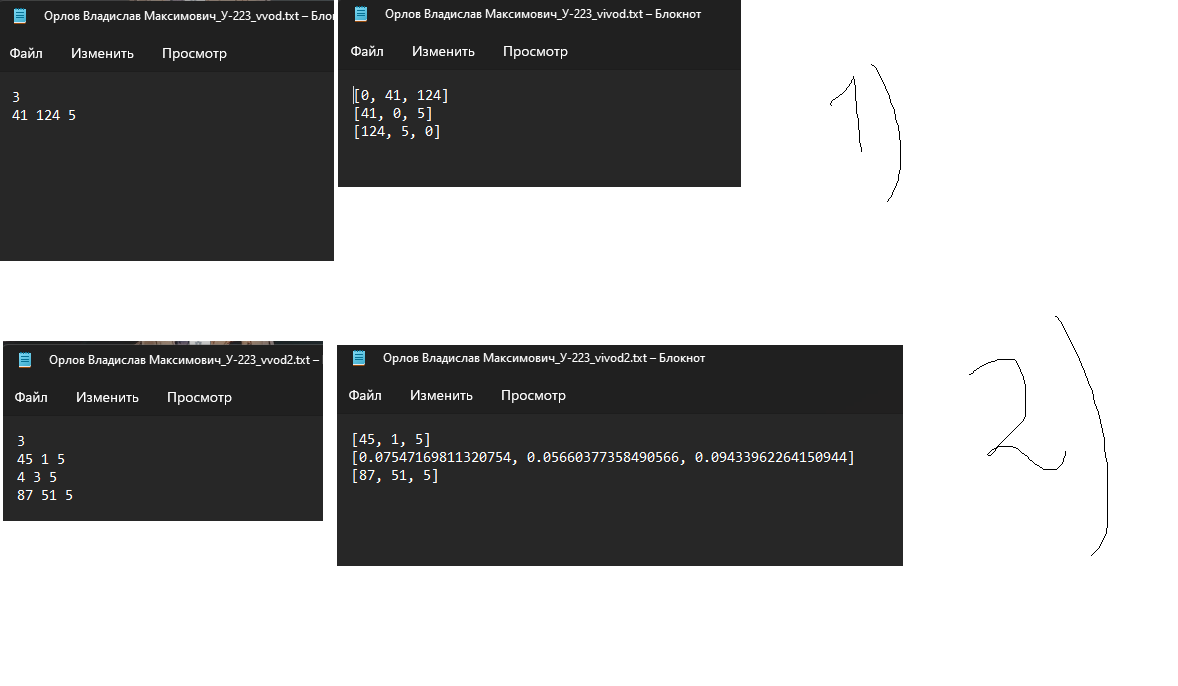 Орлов Владислав Максимович_У-223_vvod.txt – Бло
Файл Изменить Просмотр
3
41 124 5
Орлов Владислав Максимович_У-223_vivod.txt – Блокнот
Файл Изменить Просмотр
[0, 41, 124]
[41, 0, 5]
[124, 5, 0]
1)
Орлов Владислав Максимович_У-223_vvod2.txt –
Файл Изменить Просмотр
3
45 1 5
4 3 5
87 51 5
Орлов Владислав Максимович_У-223_vivod2.txt – Блокнот
Файл Изменить Просмотр
[45, 1, 5]
[0.07547169811320754, 0.05660377358490566, 0.09433962264150944]
[87, 51, 5]
2)